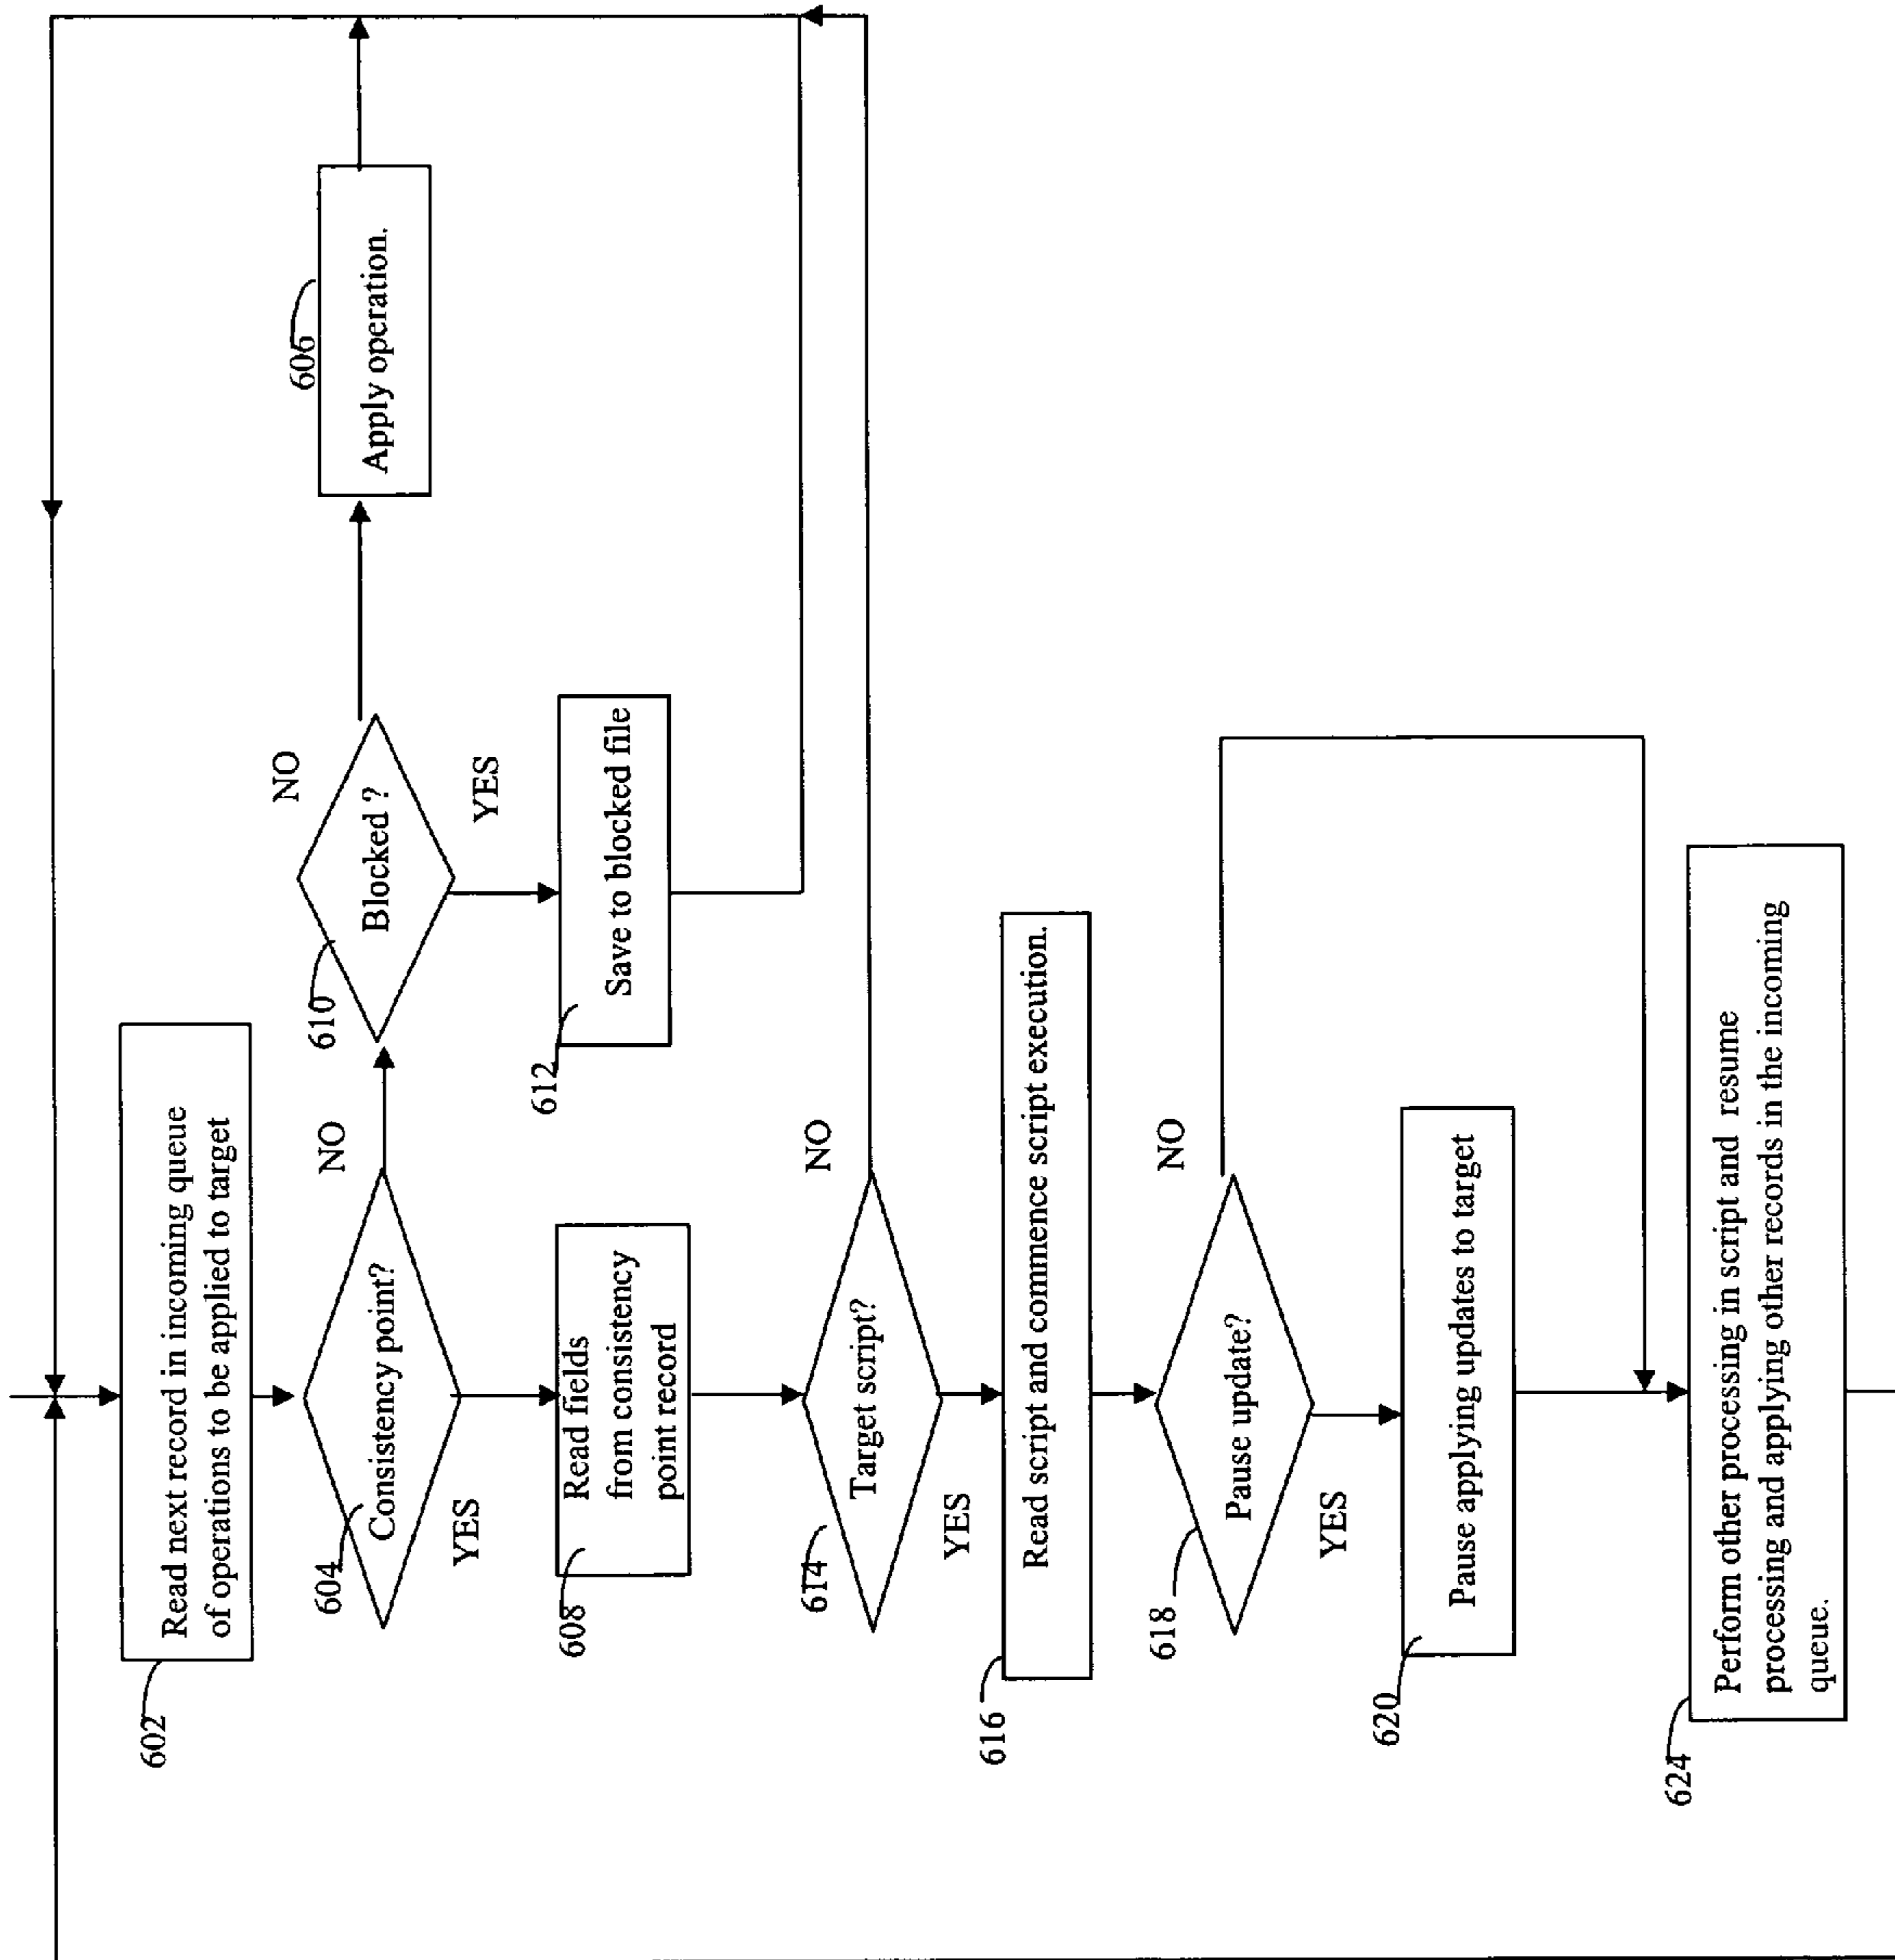 602
Read next record in incoming queue
of operations to be applied to target
604
Consistency point?
NO
YES
610
Blocked ?
NO
YES
606
Apply operation.
612
Save to blocked file
608
Read fields
from consistency
point record
614
Target script?
NO
YES
616
Read script and commence script execution.
618
Pause update?
NO
YES
620
Pause applying updates to target
624
Perform other processing in script and resume
processing and applying other records in the incoming
queue.